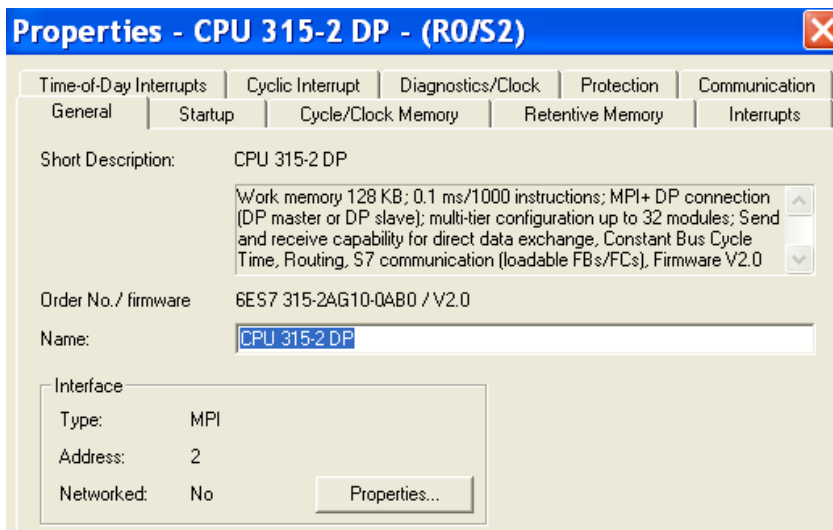 Properties - CPU 315-2 DP - (R0/S2)
Time-of-Day Interrupts Cyclic Interrupt Diagnostics/Clock Protection Communication
General Startup Cycle/Clock Memory Retentive Memory Interrupts
Short Description: CPU 315-2 DP
Work memory 128 KB; 0.1 ms/1000 instructions; MPI+ DP connection
(DP master or DP slave); multi-tier configuration up to 32 modules; Send
and receive capability for direct data exchange, Constant Bus Cycle
Time, Routing, S7 communication (loadable FBs/FCs), Firmware V2.0
Order No./ firmware 6ES7 315-2AG10-0AB0 / V2.0
Name: CPU 315-2 DP
Interface
Type: MPI
Address: 2
Networked: No Properties...